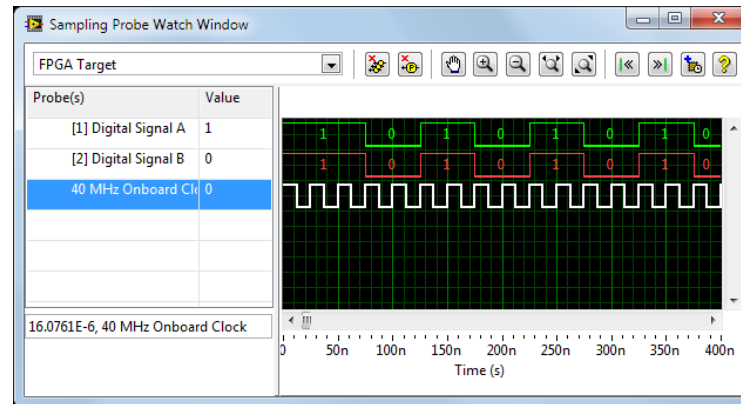 Sampling Probe Watch Window
FPGA Target
Probe(s) Value
[1] Digital Signal A 1
1 0 1 0 1 0 1 0
[2] Digital Signal B 0
1 0 1 0 1 0 1 0
40 MHz Onboard Clo 0
16.0761E-6, 40 MHz Onboard Clock
0 50n 100n 150n 200n 250n 300n 350n 400n
Time (s)